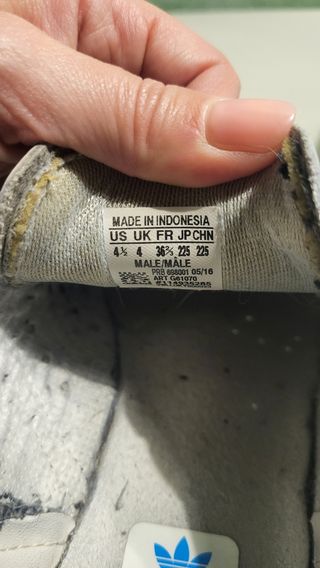 MADE IN INDONESIA
US UK FR JP CHN
4½ 4 36⅔ 225 225
MALE/MÂLE
PRB 698001 05/16
ART G61070